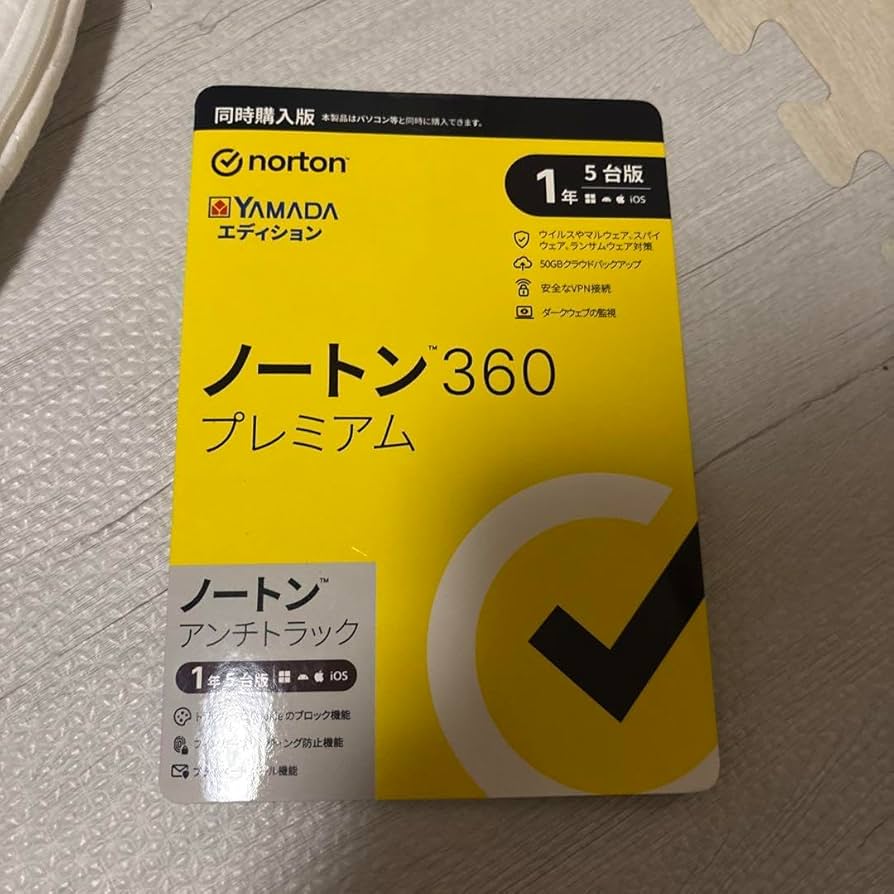 同時購入版 本製品はパソコン等と同時に購入できます。
norton
YAMADA
エディション
1年
5台版
iOS
ウイルスやマルウェア、スパイ
ウェア、ランサムウェア対策
50GBクラウドバックアップ
安全なVPN接続
ダークウェブの監視
ノートン™ 360
プレミアム
ノートン™
アンチトラック
1年 5台版 iOS
のブロック機能
ング防止機能
機能